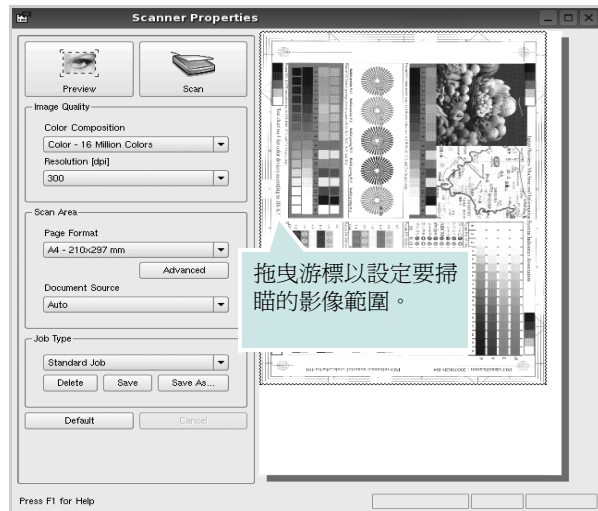 Scanner Properties
Preview
Scan
Image Quality
Color Composition
Color - 16 Million Colors
Resolution [dpi]
300
Scan Area
Page Format
A4 - 210x297 mm
Advanced
Document Source
Auto
Job Type
Standard Job
Delete
Save
Save As...
Default
Cancel
拖曳游標以設定要掃
瞄的影像範圍。
Press F1 for Help